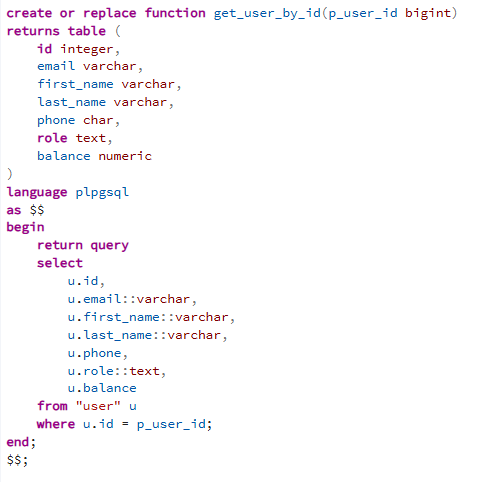 create or replace function get_user_by_id(p_user_id bigint)
returns table (
    id integer,
    email varchar,
    first_name varchar,
    last_name varchar,
    phone char,
    role text,
    balance numeric
)
language plpgsql
as $$
begin
    return query
    select
        u.id,
        u.email::varchar,
        u.first_name::varchar,
        u.last_name::varchar,
        u.phone,
        u.role::text,
        u.balance
    from "user" u
    where u.id = p_user_id;
end;
$$;